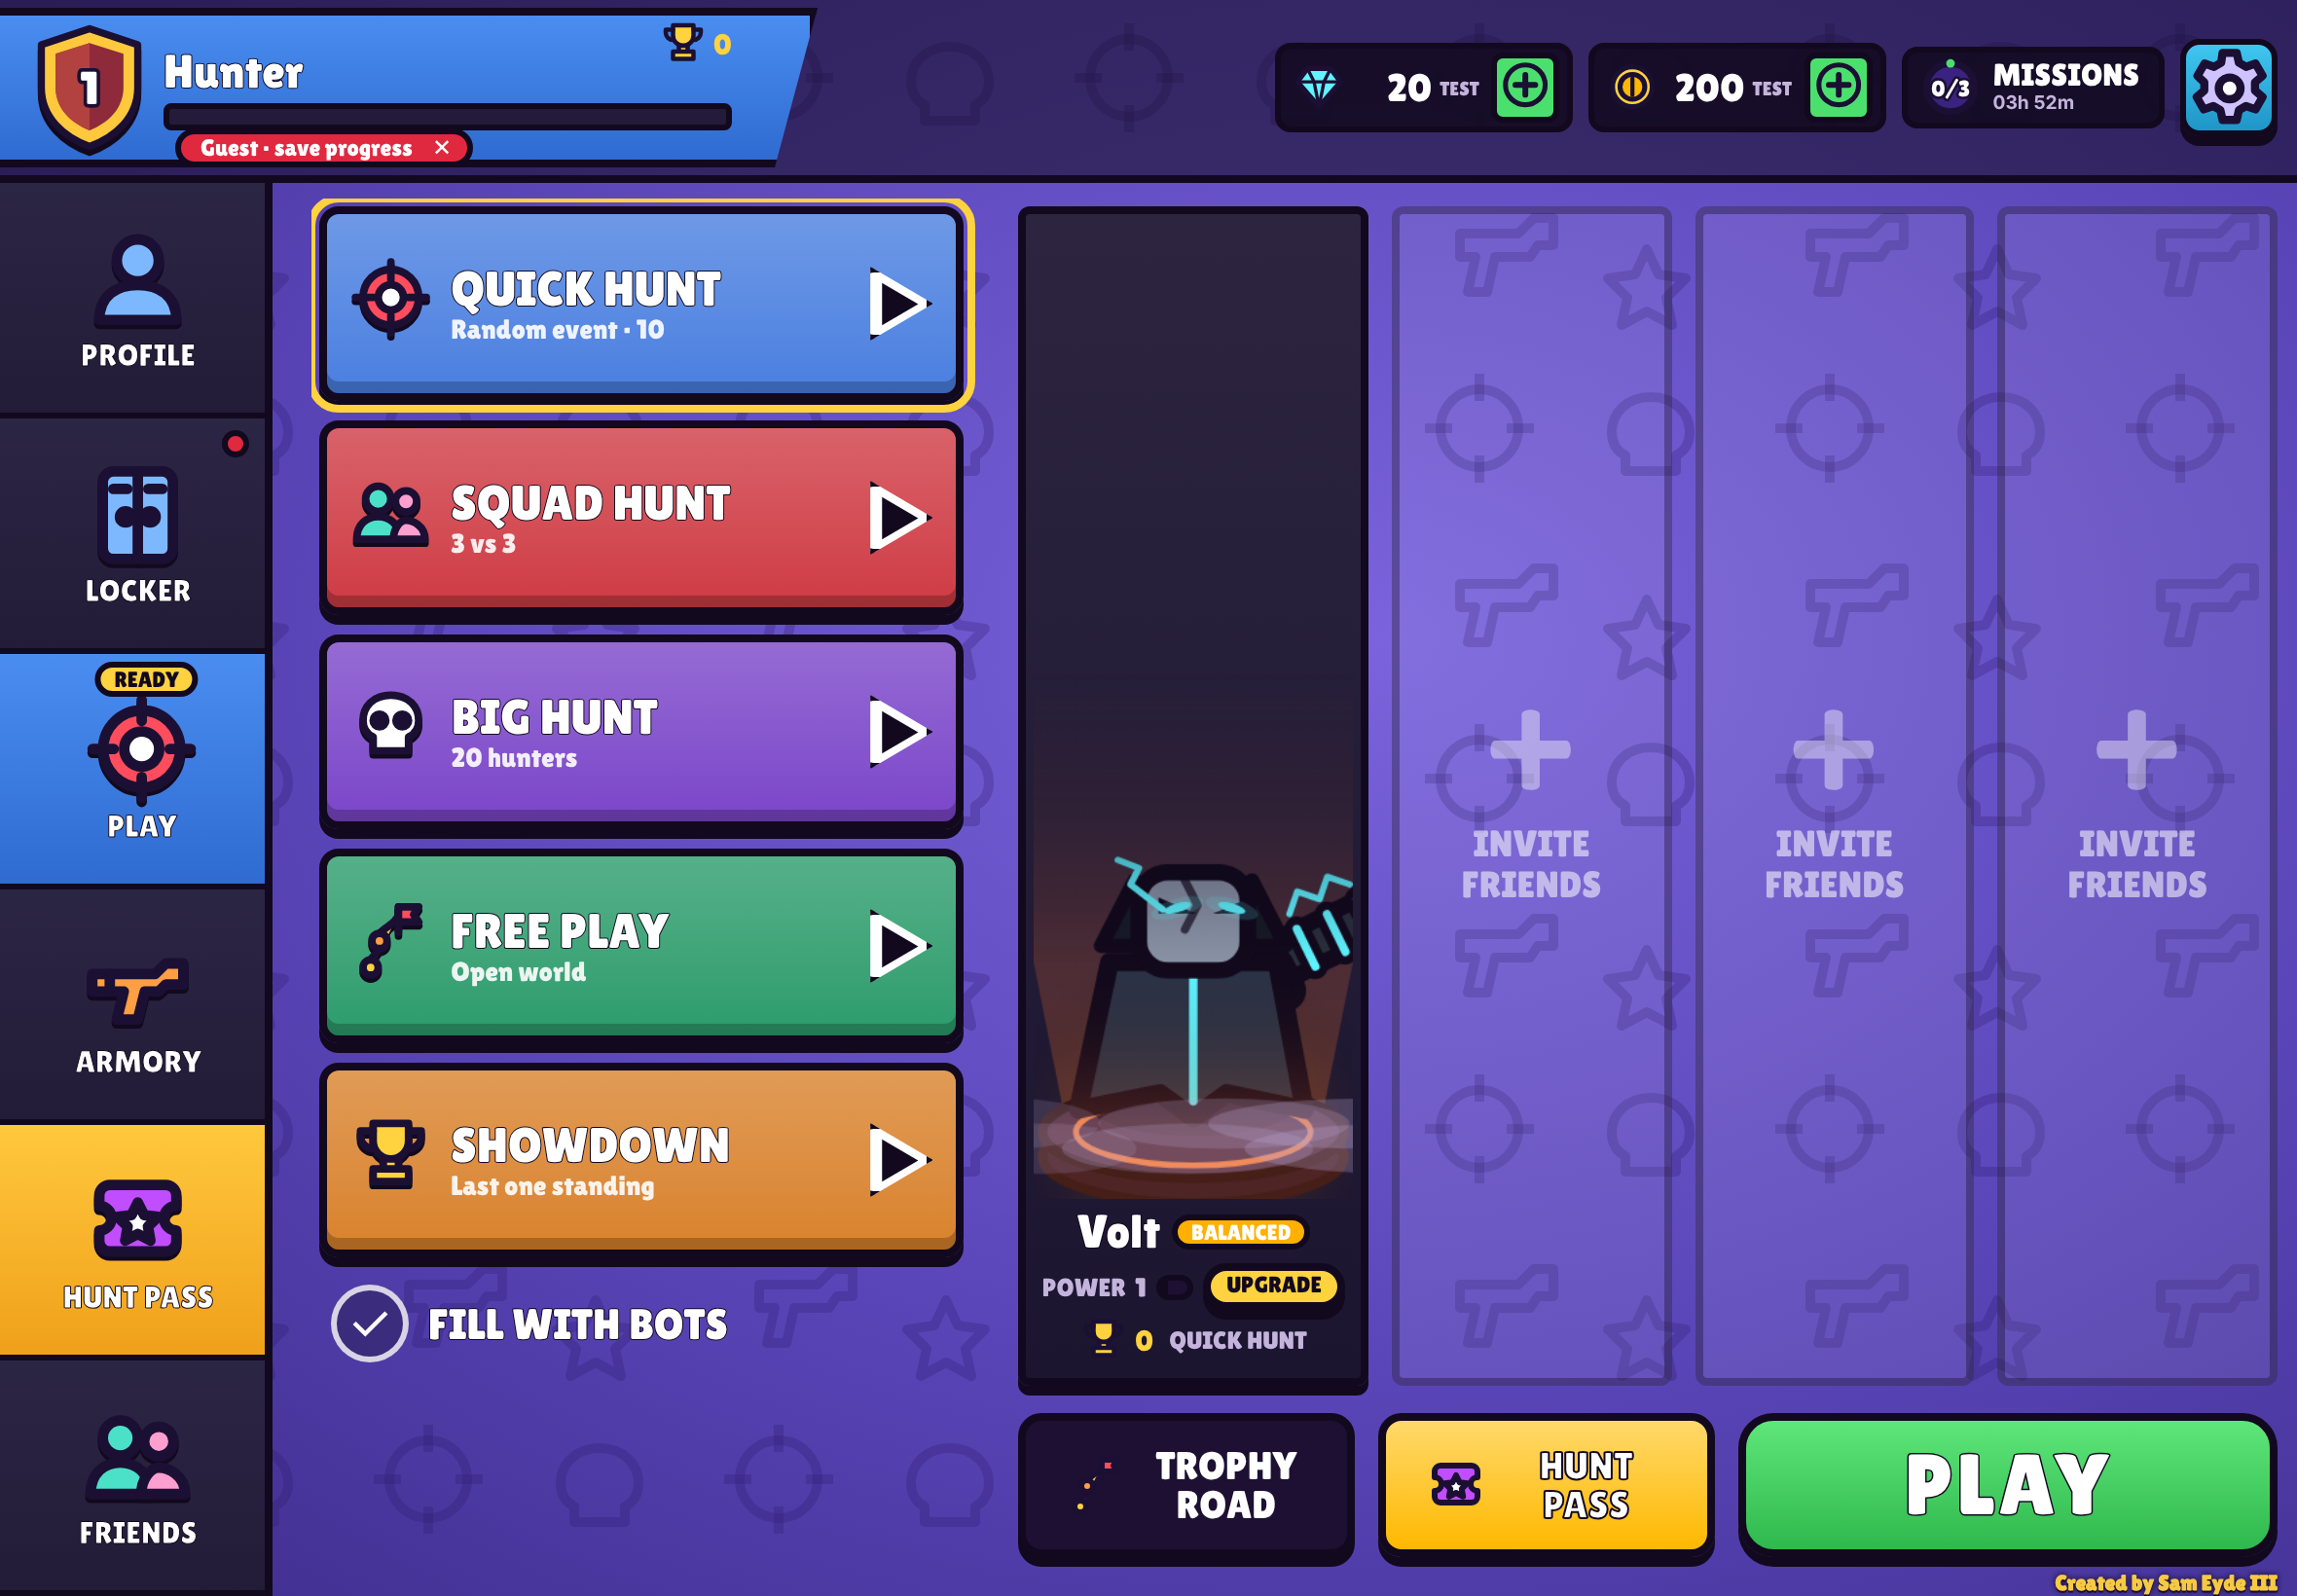 1
Hunter
0
Guest · save progress ×
20 TEST
200 TEST
0/3
MISSIONS
03h 52m
PROFILE
LOCKER
READY
PLAY
ARMORY
HUNT PASS
FRIENDS
QUICK HUNT
Random event · 10
SQUAD HUNT
3 vs 3
BIG HUNT
20 hunters
FREE PLAY
Open world
SHOWDOWN
Last one standing
FILL WITH BOTS
Volt BALANCED
POWER 1 UPGRADE
0 QUICK HUNT
INVITE
FRIENDS
INVITE
FRIENDS
INVITE
FRIENDS
TROPHY
ROAD
HUNT
PASS
PLAY
Created by Sam Eyde III